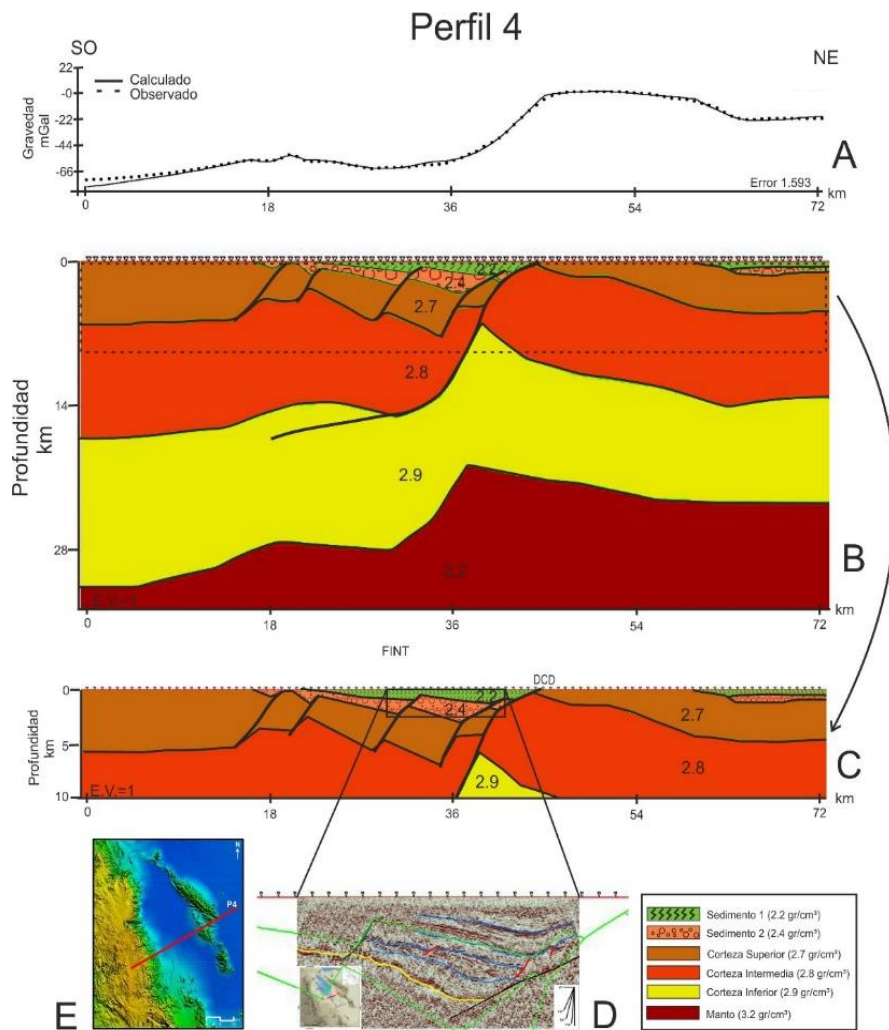 Perfil 4
SO
NE
Calculado
Observado
Gravedad
mGal
22
-0
-22
-44
-66
A
Error 1.593
km
0
18
36
54
72
Profundidad
km
0
14
28
2.2
2.4
2.7
2.8
2.9
3.2
B
0
18
36
54
72
km
FINT
DCD
Profundidad
km
0
5
10
2.2
2.4
2.7
2.8
2.9
E.V.=1
C
0
18
36
54
72
km
N
P4
E
D
Sedimento 1 (2.2 gr/cm³)
Sedimento 2 (2.4 gr/cm³)
Corteza Superior (2.7 gr/cm³)
Corteza Intermedia (2.8 gr/cm³)
Corteza Inferior (2.9 gr/cm³)
Manto (3.2 gr/cm³)